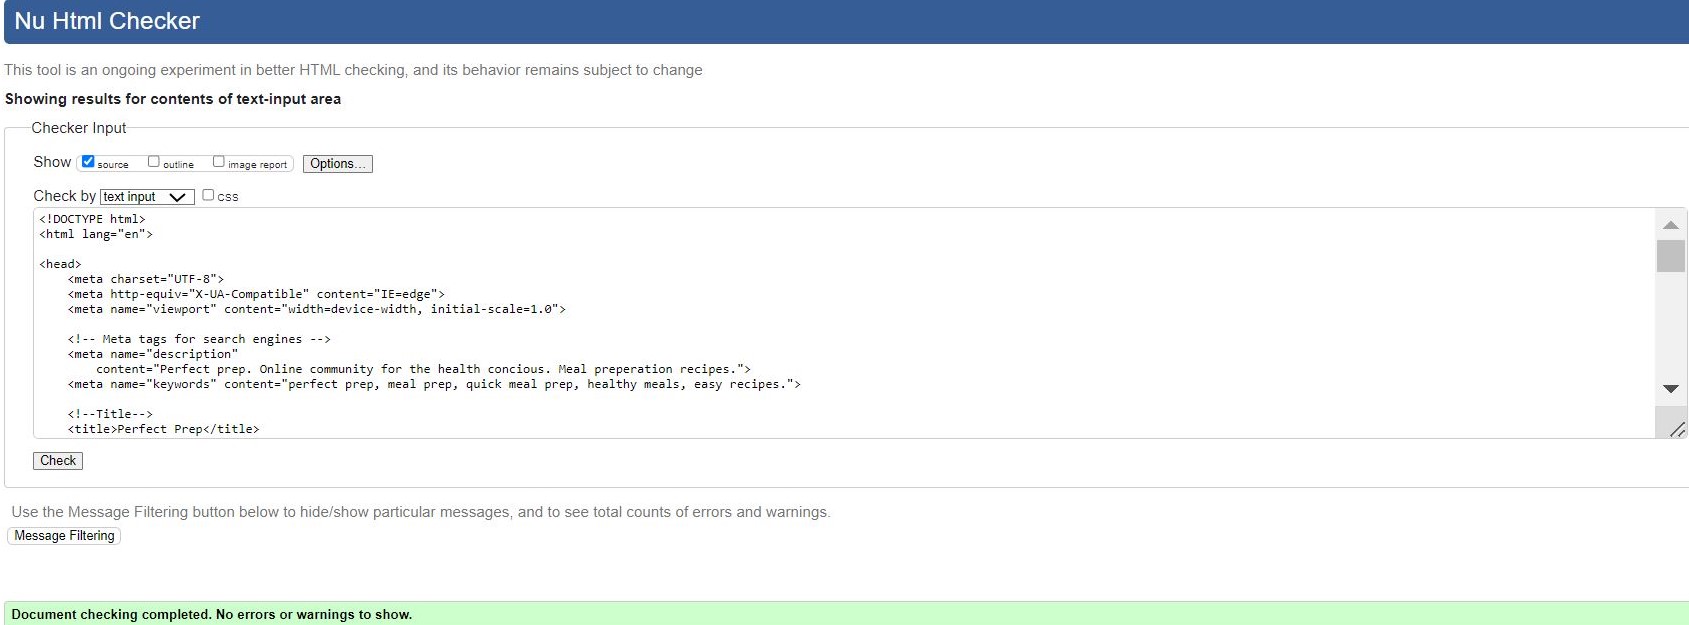 Nu Html Checker
This tool is an ongoing experiment in better HTML checking, and its behavior remains subject to change
Showing results for contents of text-input area
Checker Input
Show source outline image report Options...
Check by text input css
<!DOCTYPE html>
<html lang="en">
<head>
<meta charset="UTF-8">
<meta http-equiv="X-UA-Compatible" content="IE=edge">
<meta name="viewport" content="width=device-width, initial-scale=1.0">
<!-- Meta tags for search engines -->
<meta name="description"
content="Perfect prep. Online community for the health concious. Meal preperation recipes.">
<meta name="keywords" content="perfect prep, meal prep, quick meal prep, healthy meals, easy recipes.">
<!--Title-->
<title>Perfect Prep</title>
Check
Use the Message Filtering button below to hide/show particular messages, and to see total counts of errors and warnings.
Message Filtering
Document checking completed. No errors or warnings to show.